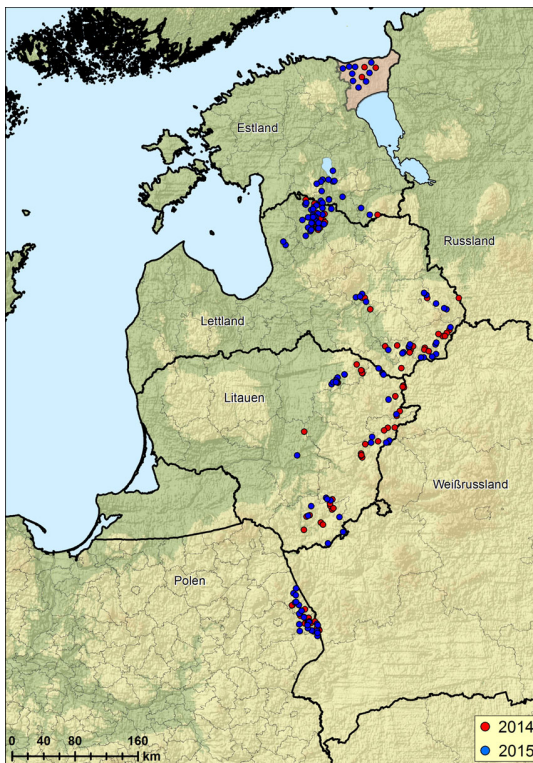 Estland
Russland
Lettland
Litauen
Weißrussland
Polen
2014
2015
0 40 80 160
km